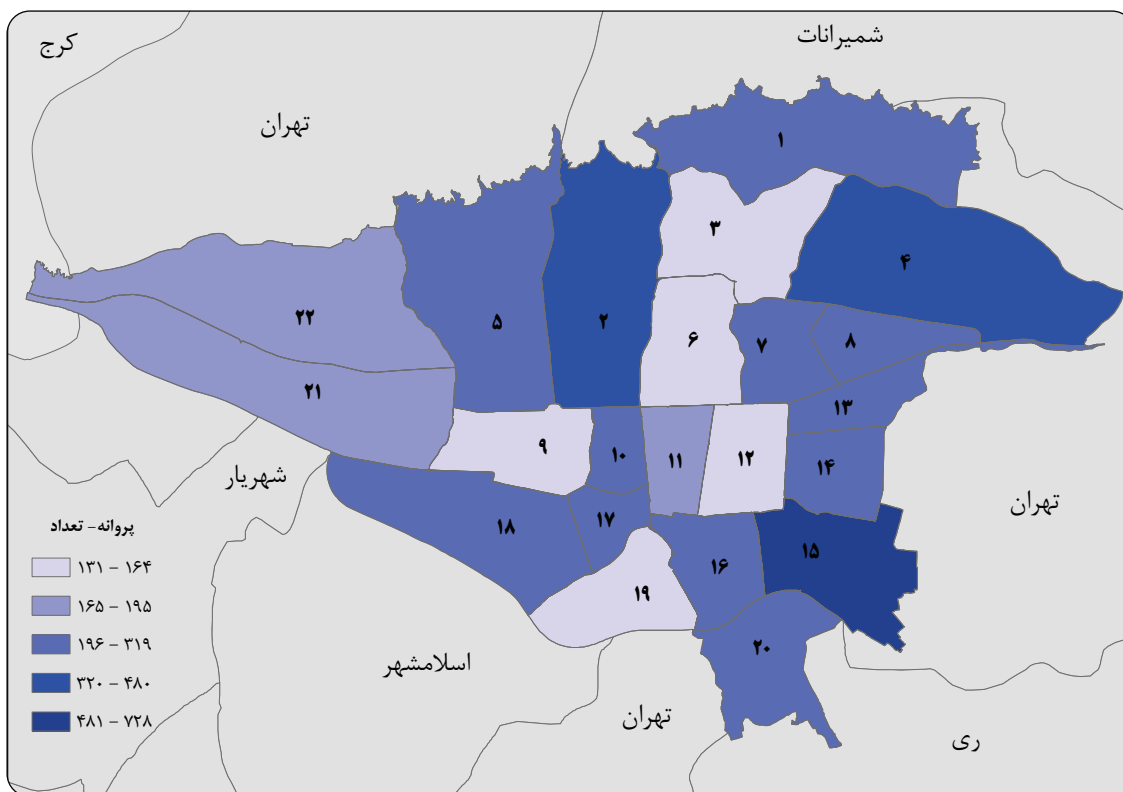 کرج
شمیرانات
تهران
۱
۳
۴
۲۲
۵
۲
۶
۷
۸
۲۱
۱۳
۹
۱۰
۱۱
۱۲
۱۴
شهریار
تهران
۱۸
۱۷
۱۶
۱۵
۱۹
۲۰
اسلامشهر
تهران
ری
پروانه - تعداد
۱۳۱ - ۱۶۴
۱۶۵ - ۱۹۵
۱۹۶ - ۳۱۹
۳۲۰ - ۴۸۰
۴۸۱ - ۷۲۸